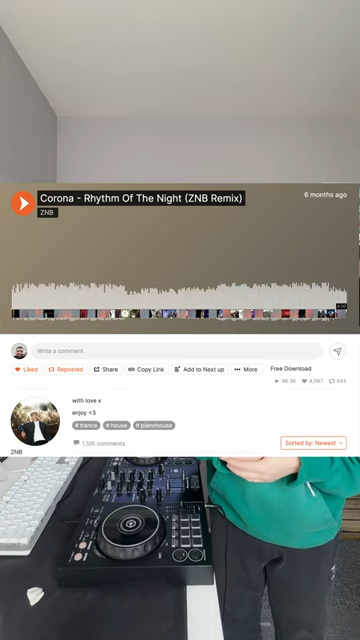 Corona - Rhythm Of The Night (ZNB Remix)
6 months ago
ZNB
Write a comment
Liked
Reposted
Share
Copy Link
Add to Next up
More
Free Download
96.3K
4,097
943
with love x
enjoy <3
# trance
# house
# pianohouse
1,105 comments
Sorted by: Newest
ZNB